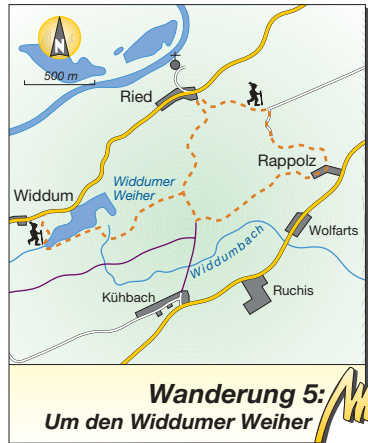 N
500 m
Ried
Rappolz
Widdumer
Weiher
Widdum
Wolfarts
Widdumbach
Kühbach
Ruchis
Wanderung 5:
Um den Widdumer Weiher